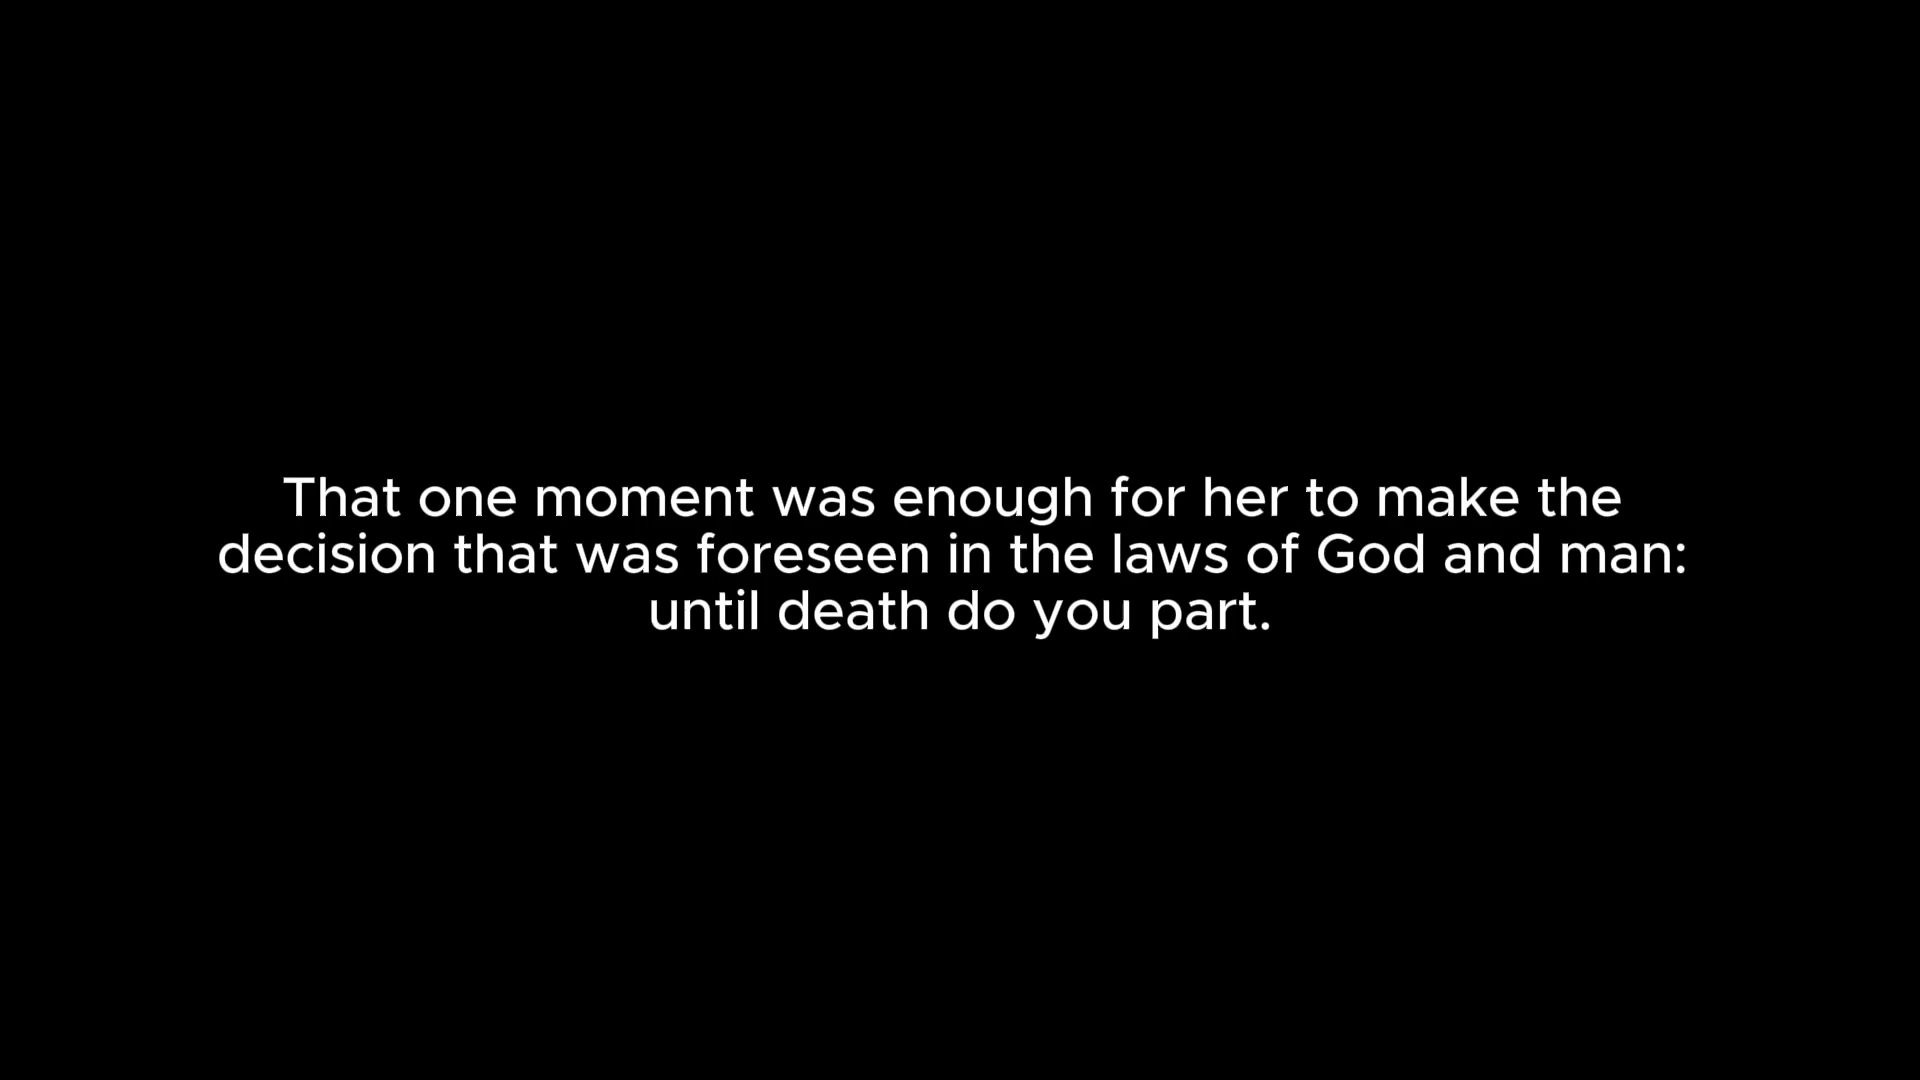 That one moment was enough for her to make the
decision that was foreseen in the laws of God and man:
until death do you part.